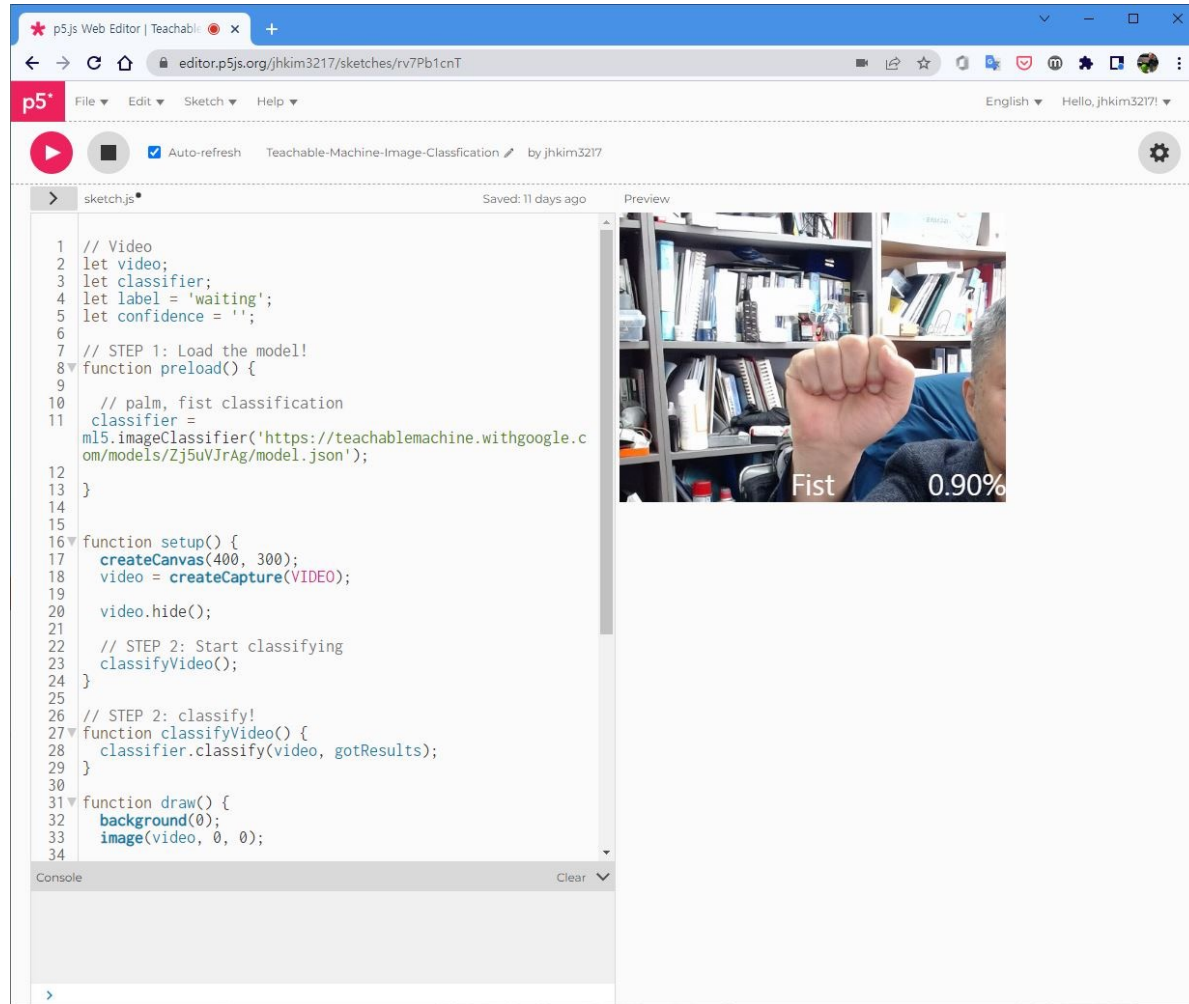 p5.js Web Editor | Teachable
editor.p5js.org/jhkim3217/sketches/rv7Pb1cnT
p5* File Edit Sketch Help English Hello, jhkim3217!
Auto-refresh Teachable-Machine-Image-Classfication by jhkim3217
sketch.js Saved: 11 days ago Preview
1 // Video
2 let video;
3 let classifier;
4 let label = 'waiting';
5 let confidence = '';
6
7 // STEP 1: Load the model!
8 function preload() {
9
10 // palm, fist classification
11 classifier =
ml5.imageClassifier('https://teachablemachine.withgoogle.c
om/models/Zj5uVJrAg/model.json');
12
13 }
14
15
16 function setup() {
17 createCanvas(400, 300);
18 video = createCapture(VIDEO);
19
20 video.hide();
21
22 // STEP 2: Start classifying
23 classifyVideo();
24 }
25
26 // STEP 2: classify!
27 function classifyVideo() {
28 classifier.classify(video, gotResults);
29 }
30
31 function draw() {
32 background(0);
33 image(video, 0, 0);
34
Fist 0.90%
Console Clear
>